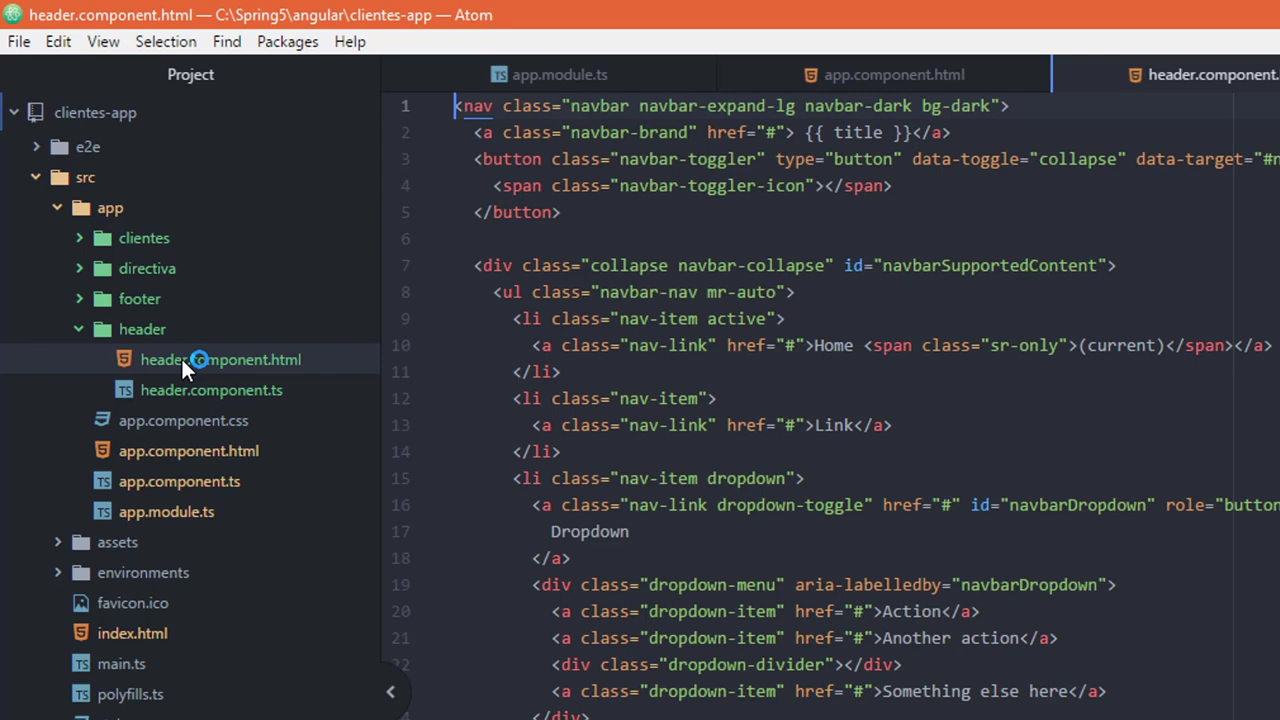 header.component.html — C:\Spring5\angular\clientes-app — Atom
File Edit View Selection Find Packages Help
Project
clientes-app
e2e
src
app
clientes
directiva
footer
header
header.component.html
header.component.ts
app.component.css
app.component.html
app.component.ts
app.module.ts
assets
environments
favicon.ico
index.html
main.ts
polyfills.ts
app.module.ts app.component.html header.component.
1 <nav class="navbar navbar-expand-lg navbar-dark bg-dark">
2 <a class="navbar-brand" href="#"> {{ title }}</a>
3 <button class="navbar-toggler" type="button" data-toggle="collapse" data-target="#n
4 <span class="navbar-toggler-icon"></span>
5 </button>
6
7 <div class="collapse navbar-collapse" id="navbarSupportedContent">
8 <ul class="navbar-nav mr-auto">
9 <li class="nav-item active">
10 <a class="nav-link" href="#">Home <span class="sr-only">(current)</span></a>
11 </li>
12 <li class="nav-item">
13 <a class="nav-link" href="#">Link</a>
14 </li>
15 <li class="nav-item dropdown">
16 <a class="nav-link dropdown-toggle" href="#" id="navbarDropdown" role="button
17 Dropdown
18 </a>
19 <div class="dropdown-menu" aria-labelledby="navbarDropdown">
20 <a class="dropdown-item" href="#">Action</a>
21 <a class="dropdown-item" href="#">Another action</a>
22 <div class="dropdown-divider"></div>
<a class="dropdown-item" href="#">Something else here</a>
</div>